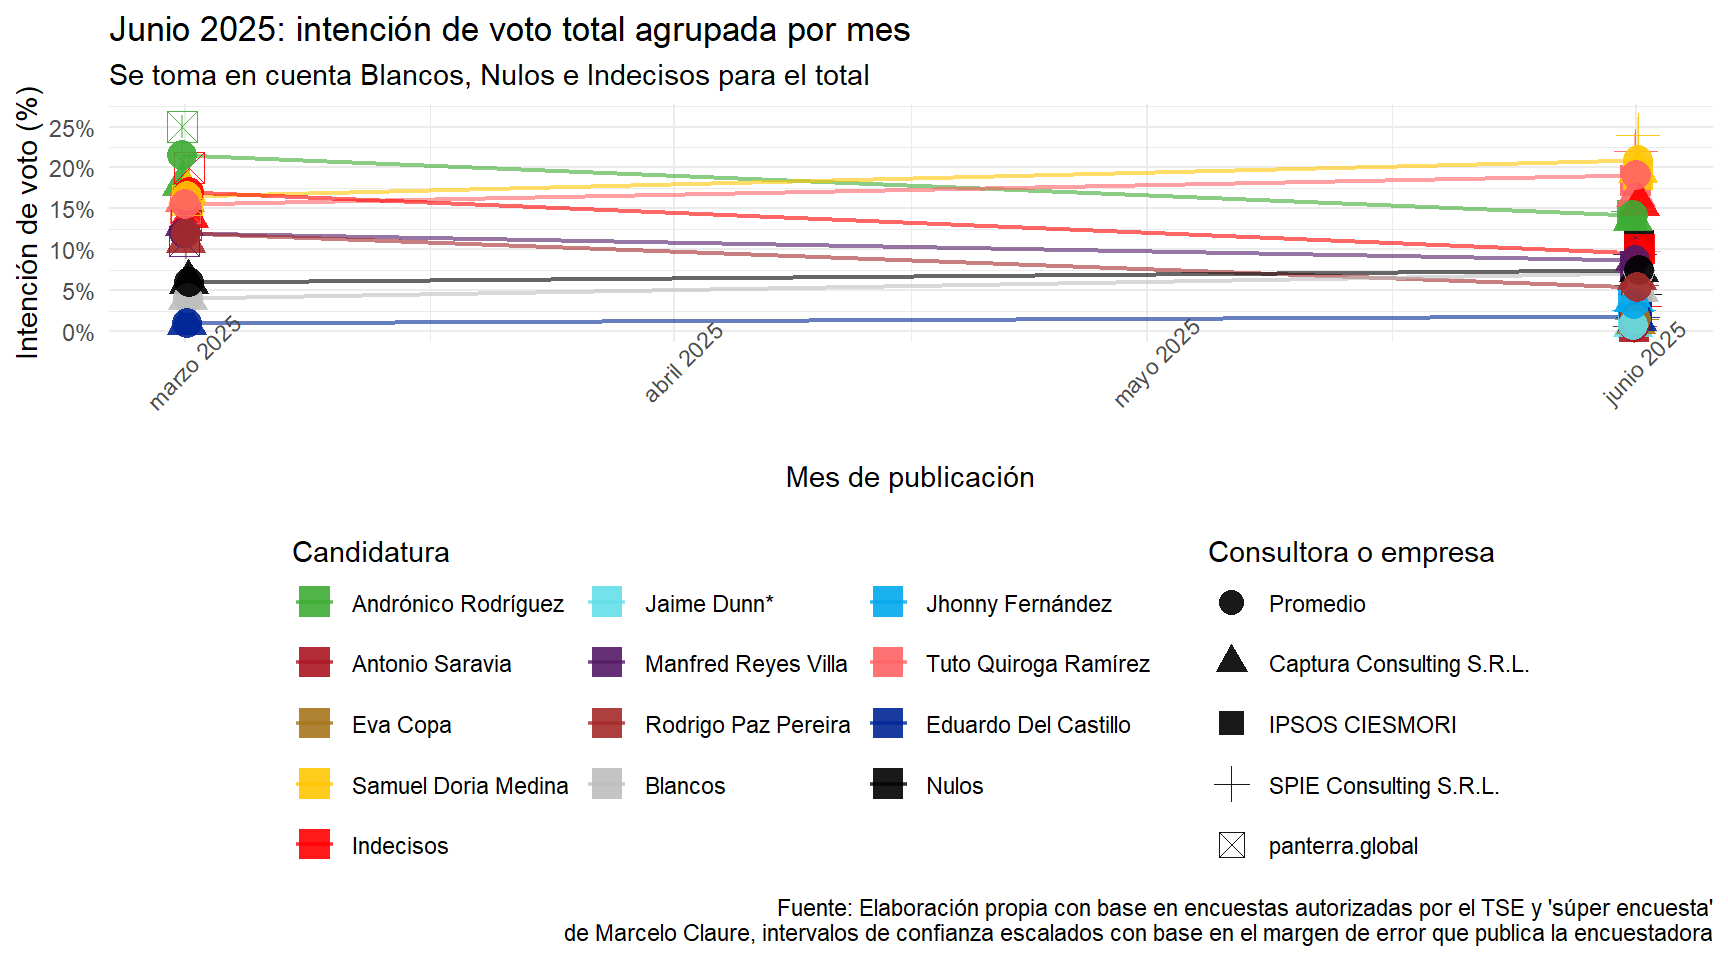 Junio 2025: intención de voto total agrupada por mes
Se toma en cuenta Blancos, Nulos e Indecisos para el total
Intención de voto (%)
25%
20%
15%
10%
5%
0%
marzo 2025
abril 2025
mayo 2025
junio 2025
Mes de publicación
Candidatura
Andrónico Rodríguez
Jaime Dunn*
Jhonny Fernández
Antonio Saravia
Manfred Reyes Villa
Tuto Quiroga Ramírez
Eva Copa
Rodrigo Paz Pereira
Eduardo Del Castillo
Samuel Doria Medina
Blancos
Nulos
Indecisos
Consultora o empresa
Promedio
Captura Consulting S.R.L.
IPSOS CIESMORI
SPIE Consulting S.R.L.
panterra.global
Fuente: Elaboración propia con base en encuestas autorizadas por el TSE y 'súper encuesta'
de Marcelo Claure, intervalos de confianza escalados con base en el margen de error que publica la encuestadora